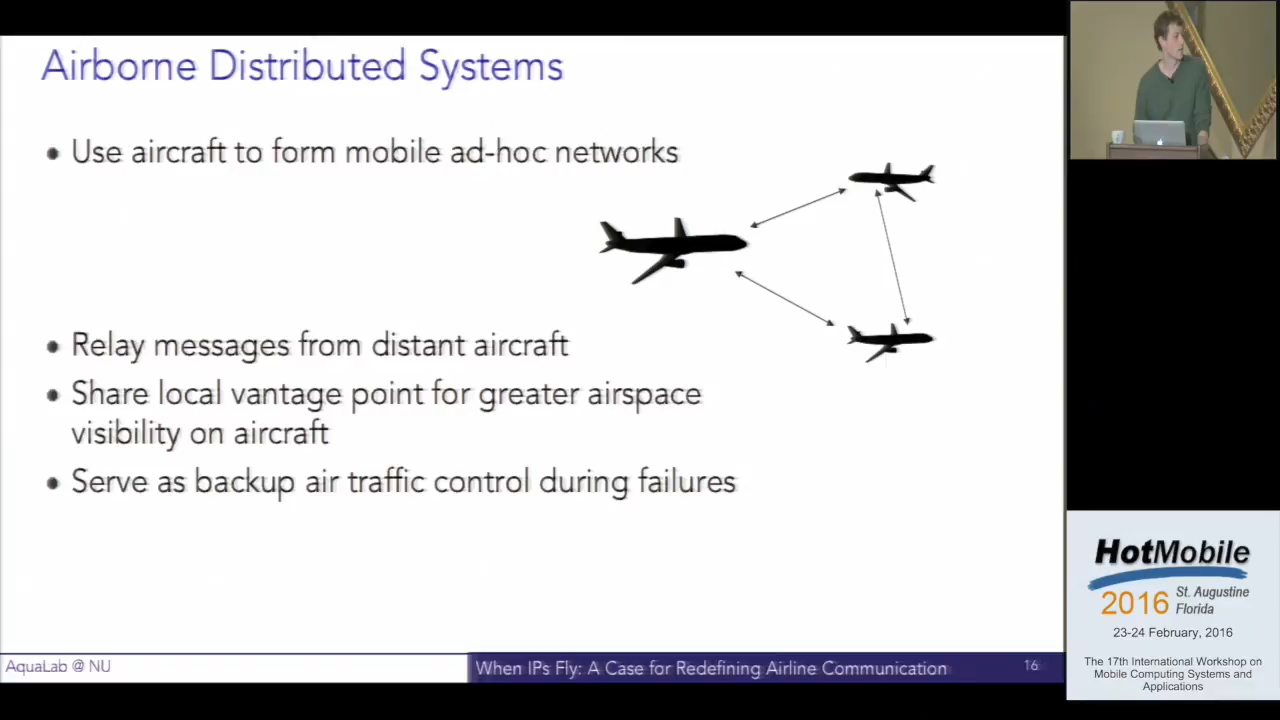 Airborne Distributed Systems
• Use aircraft to form mobile ad-hoc networks
• Relay messages from distant aircraft
• Share local vantage point for greater airspace
visibility on aircraft
• Serve as backup air traffic control during failures
AquaLab @ NU
When IPs Fly: A Case for Redefining Airline Communication
16
HotMobile
2016
St. Augustine
Florida
23-24 February, 2016
The 17th International Workshop on
Mobile Computing Systems and
Applications